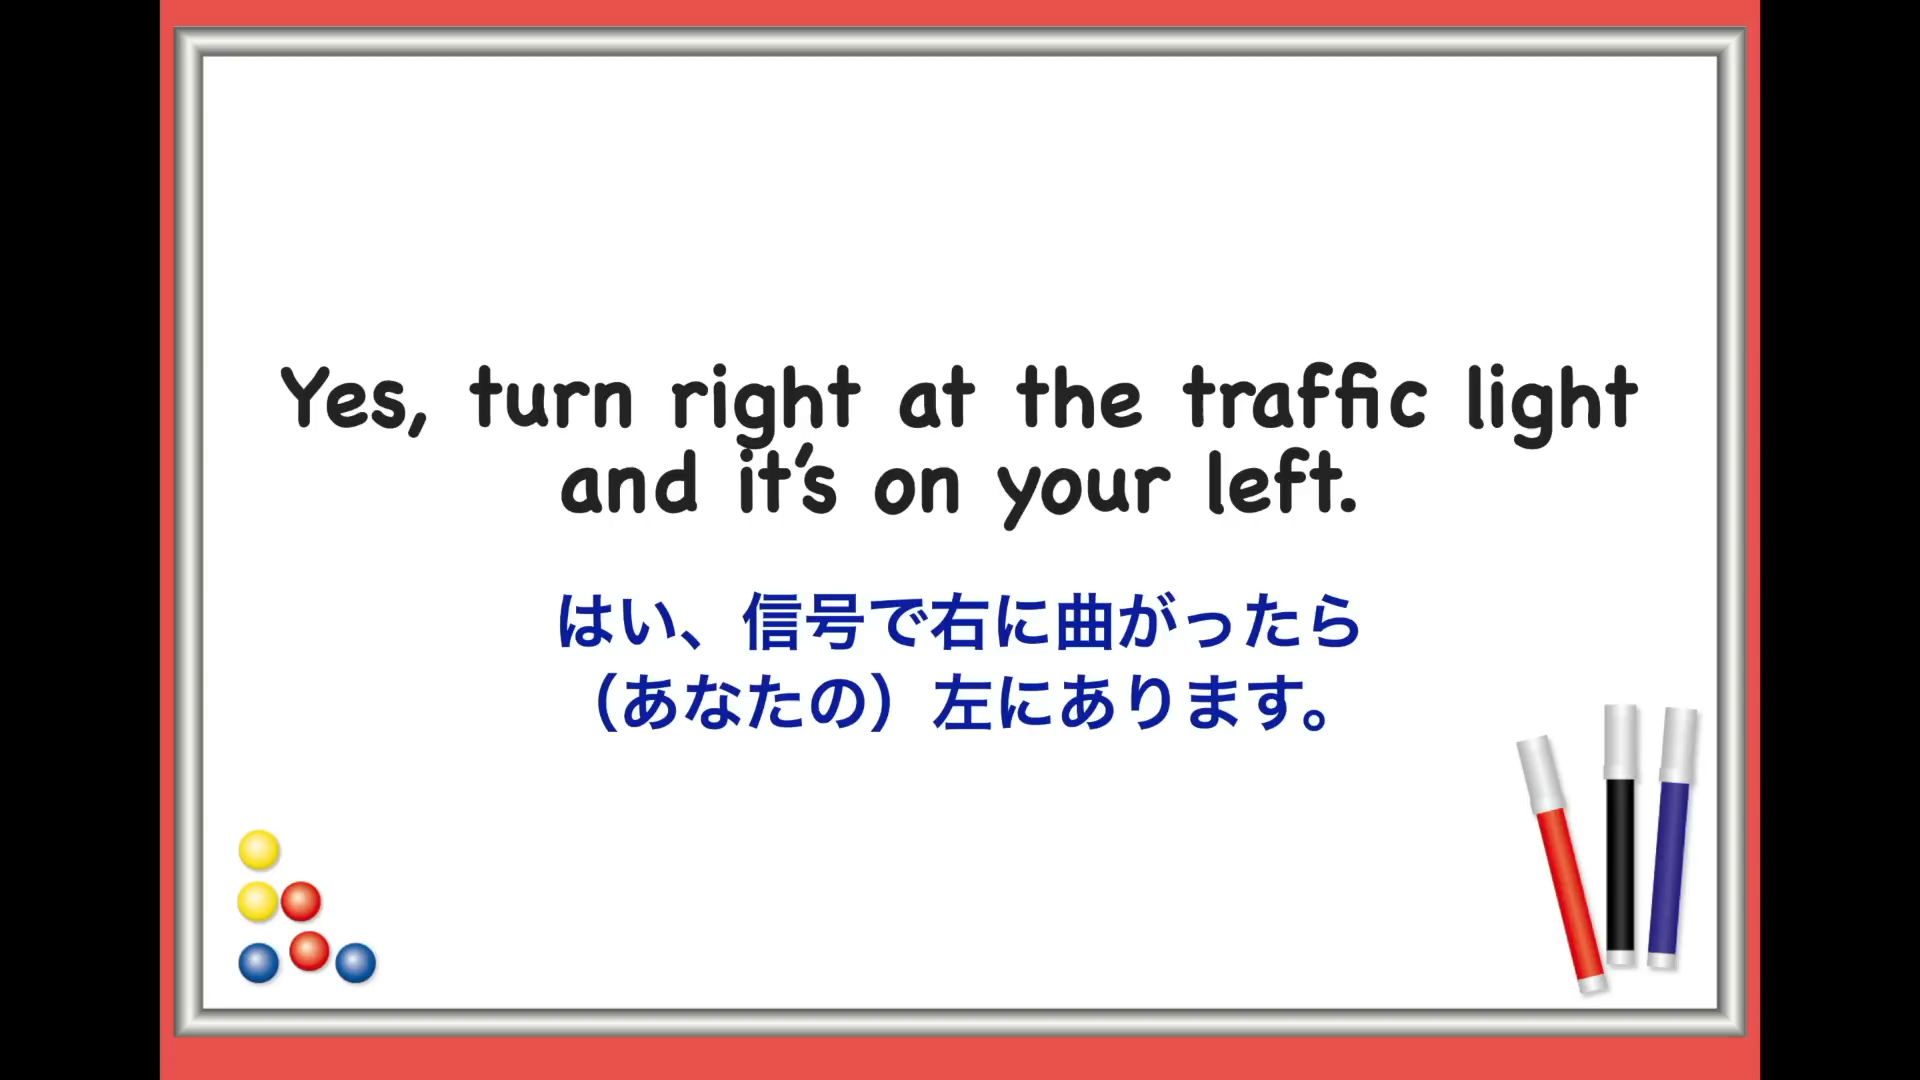 Yes, turn right at the traffic light
and it's on your left.
はい、信号で右に曲がったら
（あなたの）左にあります。